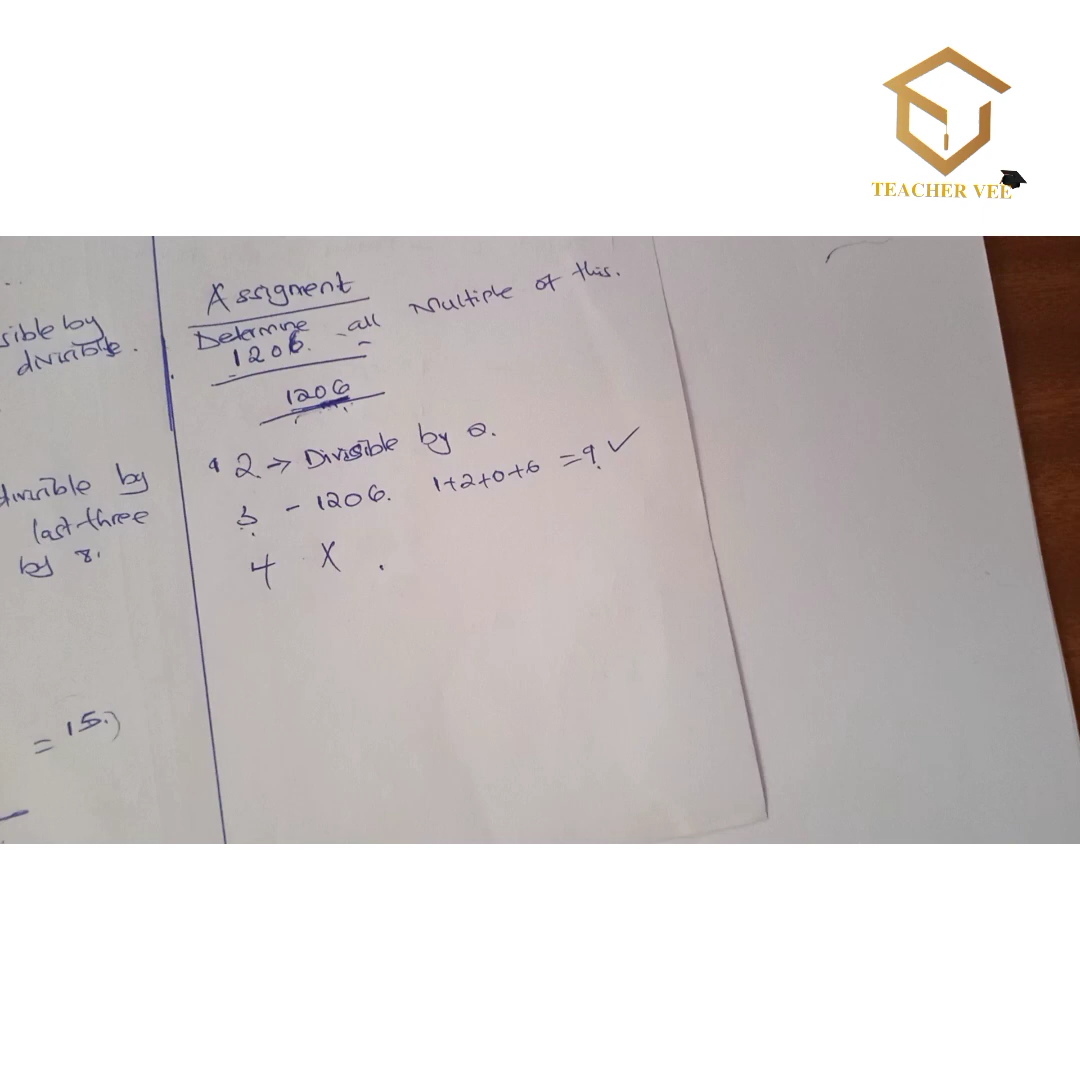 TEACHER VEE
sible by
divisible.
divisible by
last three
by 8.
= 15.)
Assigment
Determine all Multiple of this.
1206.
1206
2 → Divisible by 2.
3 - 1206. 1+2+0+6 = 9. ✓
4 X .